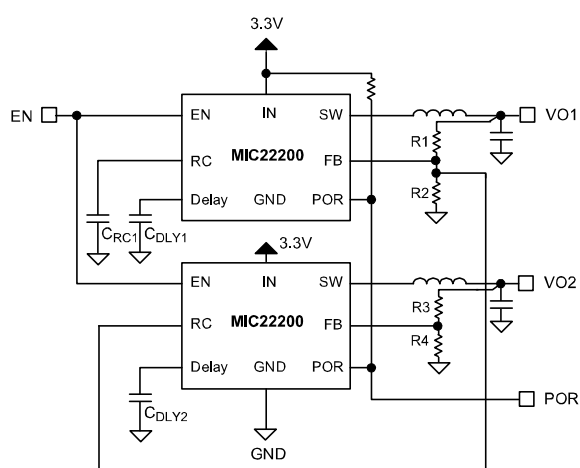 3.3V
EN
EN
IN
SW
VO1
R1
RC
MIC22200
FB
R2
Delay
GND
POR
CRC1
CDLY1
3.3V
EN
IN
SW
VO2
R3
RC
MIC22200
FB
R4
Delay
GND
POR
CDLY2
POR
GND